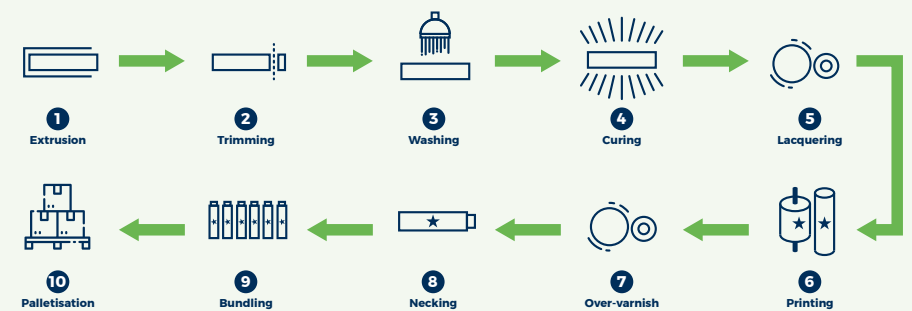 1
Extrusion
2
Trimming
3
Washing
4
Curing
5
Lacquering
10
Palletisation
9
Bundling
8
Necking
7
Over-varnish
6
Printing